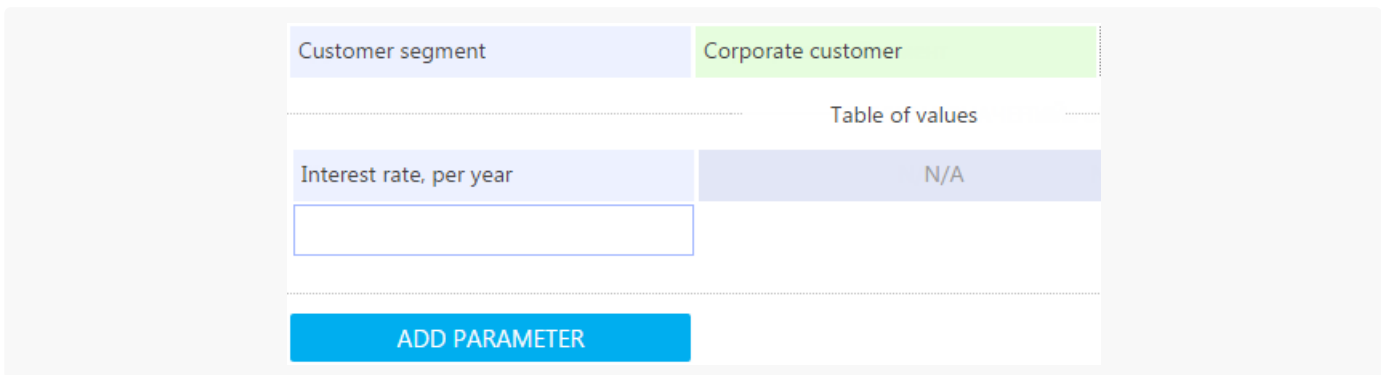 Customer segment Corporate customer
Table of values
Interest rate, per year N/A
ADD PARAMETER